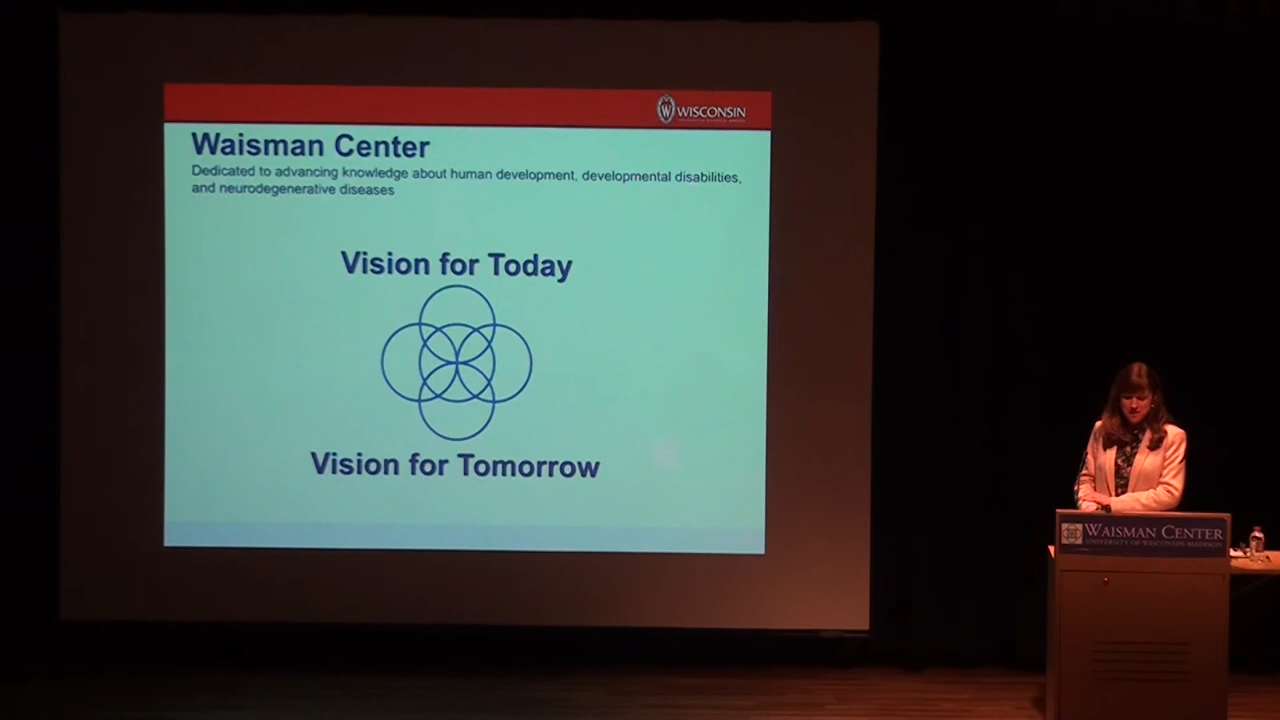 WISCONSIN
Waisman Center
Dedicated to advancing knowledge about human development, developmental disabilities,
and neurodegenerative diseases
Vision for Today
Vision for Tomorrow
WAISMAN CENTER
UNIVERSITY OF WISCONSIN-MADISON